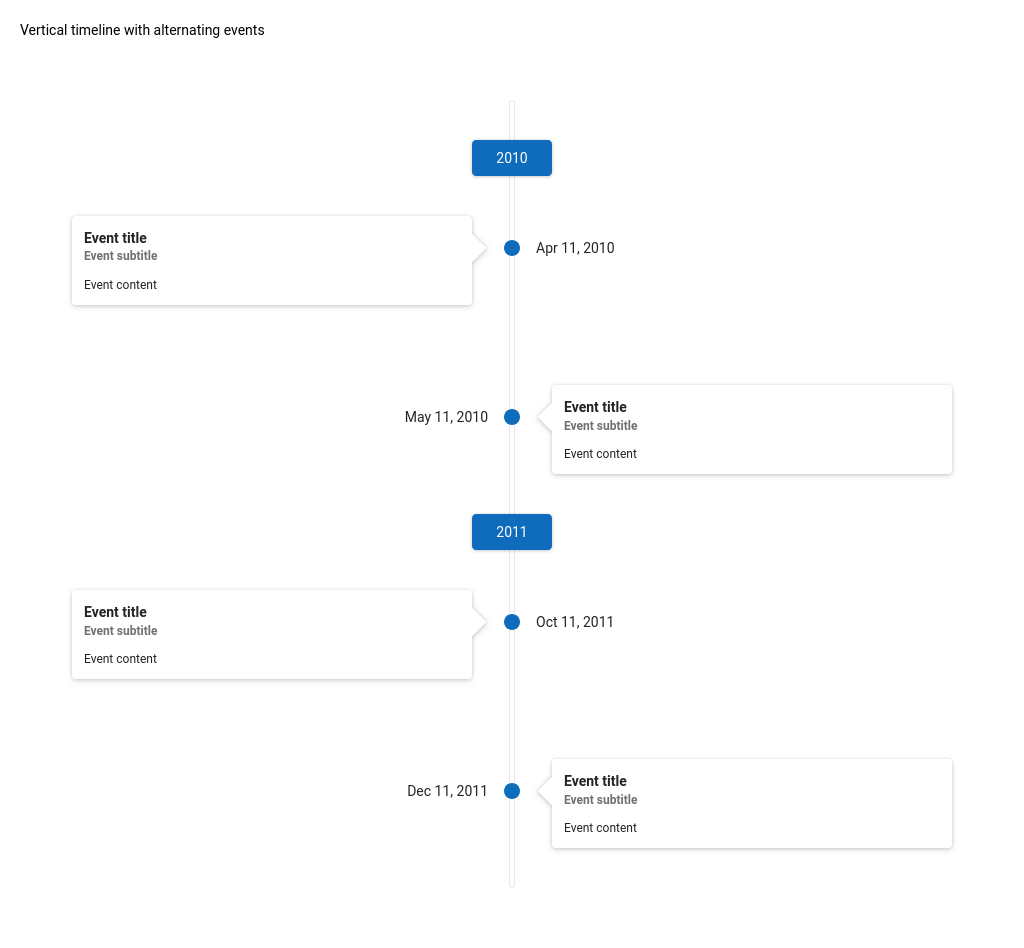 Vertical timeline with alternating events
2010
Event title
Event subtitle
Event content
Apr 11, 2010
May 11, 2010
Event title
Event subtitle
Event content
2011
Event title
Event subtitle
Event content
Oct 11, 2011
Dec 11, 2011
Event title
Event subtitle
Event content